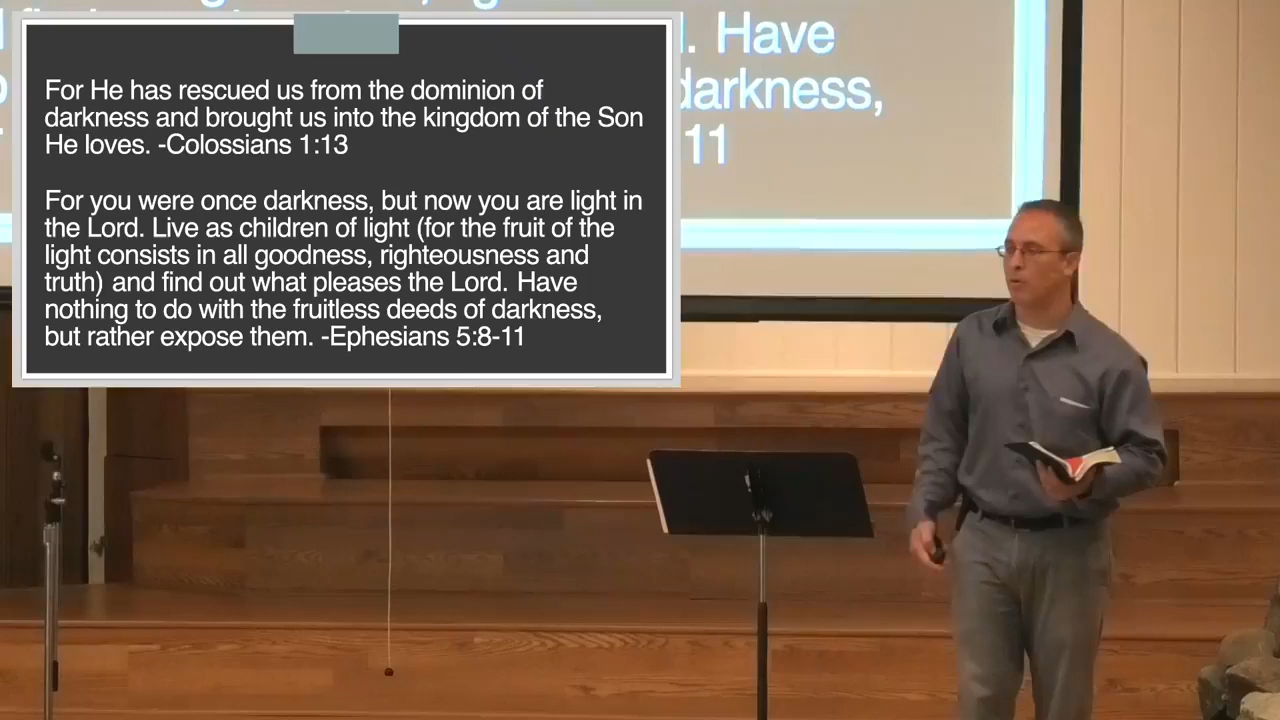 For He has rescued us from the dominion of
darkness and brought us into the kingdom of the Son
He loves. -Colossians 1:13
For you were once darkness, but now you are light in
the Lord. Live as children of light (for the fruit of the
light consists in all goodness, righteousness and
truth) and find out what pleases the Lord. Have
nothing to do with the fruitless deeds of darkness,
but rather expose them. -Ephesians 5:8-11
. Have
darkness,
11